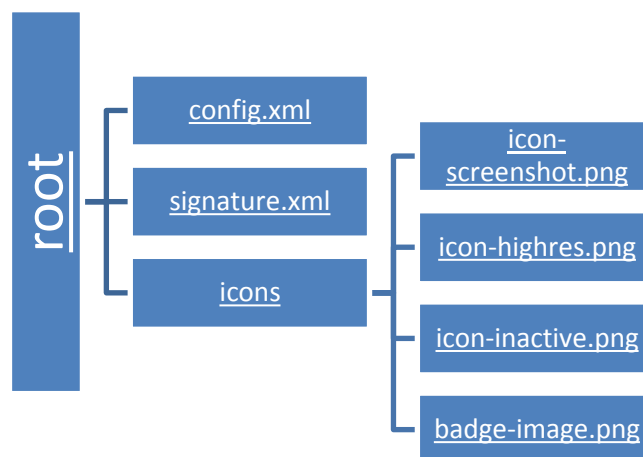 root
config.xml
signature.xml
icons
icon-
screenshot.png
icon-highres.png
icon-inactive.png
badge-image.png